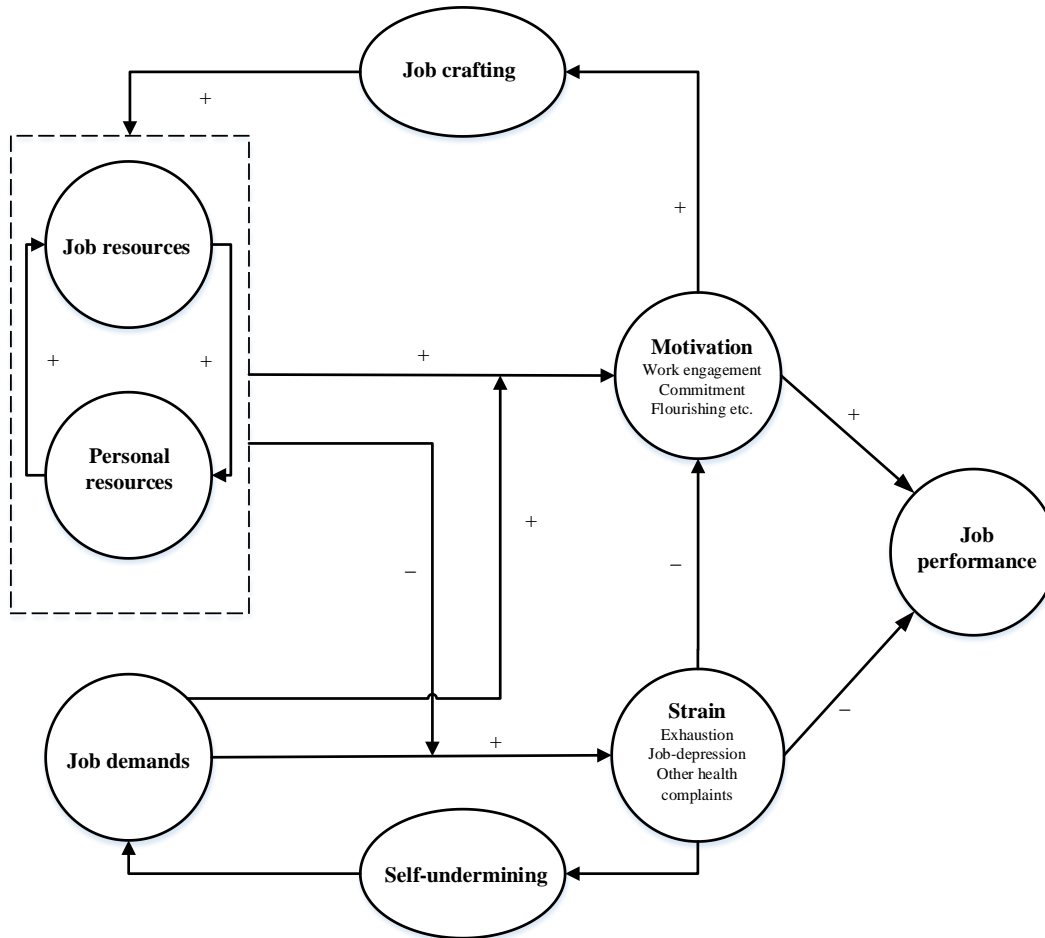 Job crafting
+
Job resources
+
+
+
+
Motivation
Work engagement
Commitment
Flourishing etc.
+
Personal
resources
+
−
−
Job
performance
Strain
Exhaustion
Job-depression
Other health
complaints
−
Job demands
+
Self-undermining